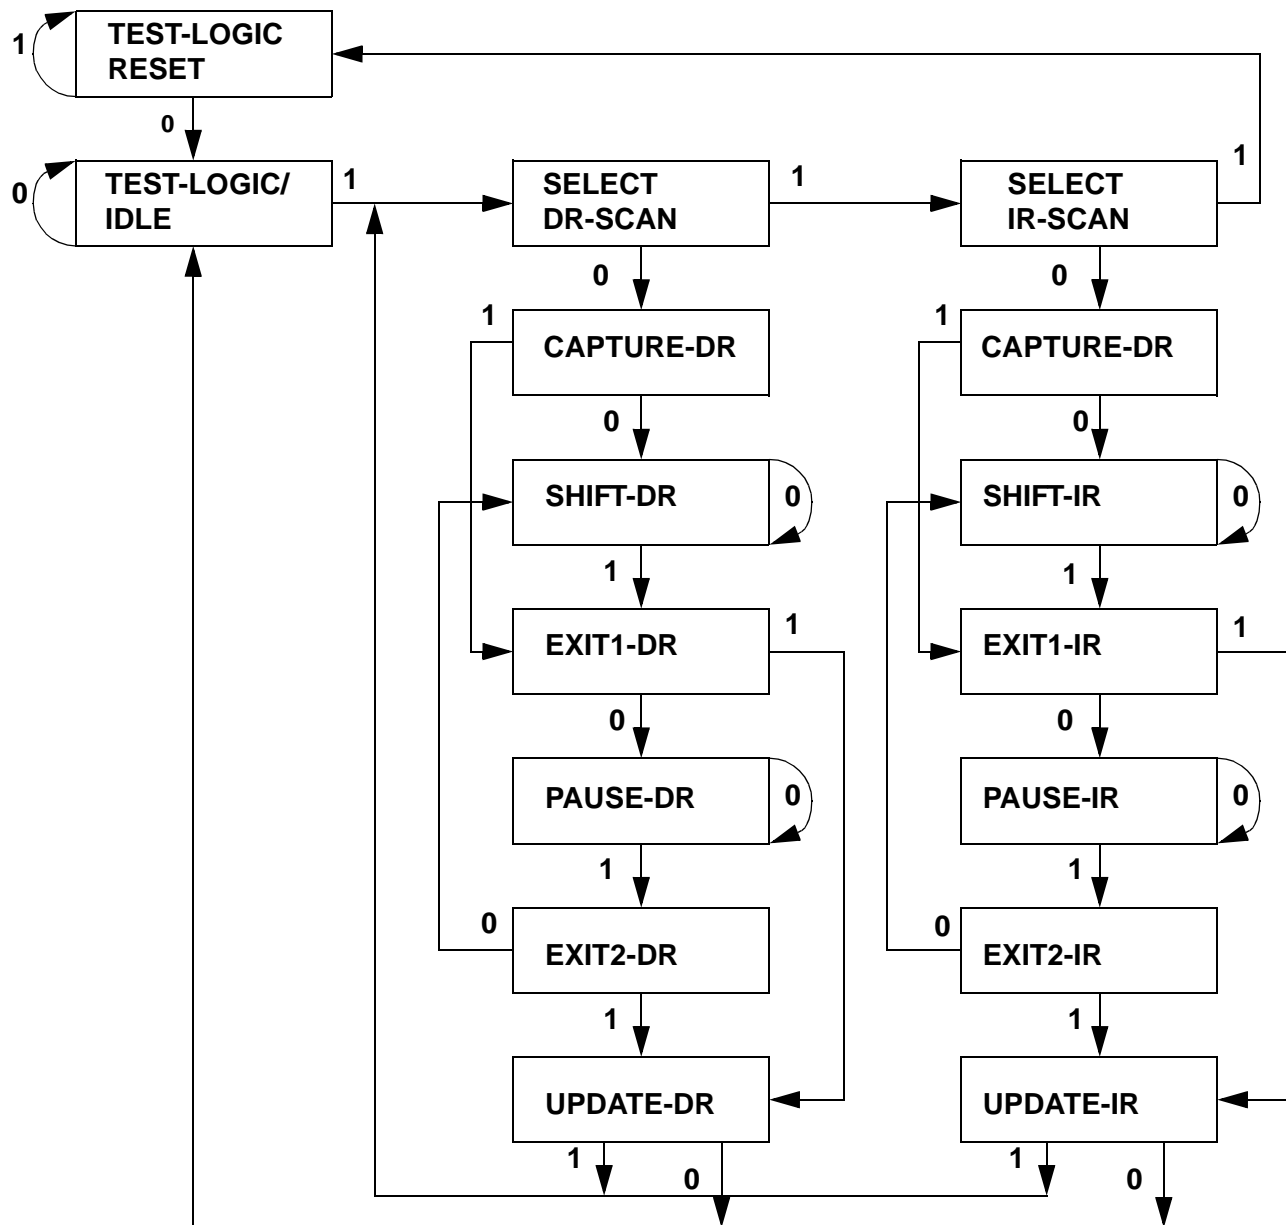 TEST-LOGIC
RESET
1
0
TEST-LOGIC/
IDLE
0
1
SELECT
DR-SCAN
1
SELECT
IR-SCAN
1
0
0
1
CAPTURE-DR
1
CAPTURE-DR
0
0
SHIFT-DR
0
SHIFT-IR
0
1
1
EXIT1-DR
1
EXIT1-IR
1
0
0
PAUSE-DR
0
PAUSE-IR
0
1
1
0
EXIT2-DR
0
EXIT2-IR
1
1
UPDATE-DR
UPDATE-IR
1
0
1
0